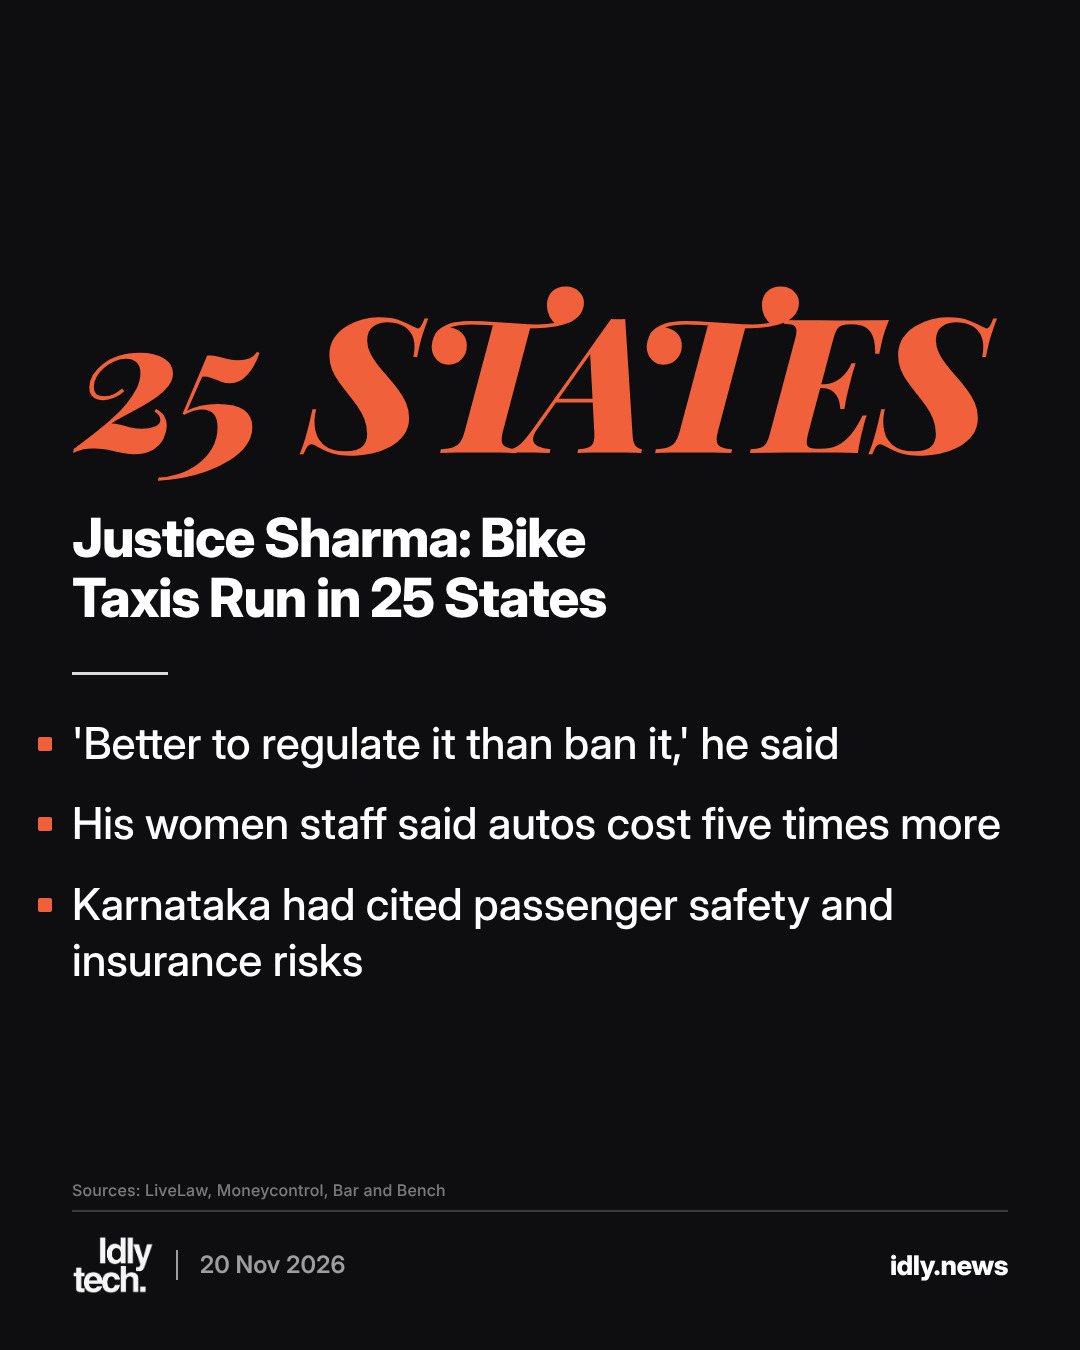 25 STATES
Justice Sharma: Bike
Taxis Run in 25 States
'Better to regulate it than ban it,' he said
His women staff said autos cost five times more
Karnataka had cited passenger safety and
insurance risks
Sources: LiveLaw, Moneycontrol, Bar and Bench
Idly
tech.
20 Nov 2026
idly.news